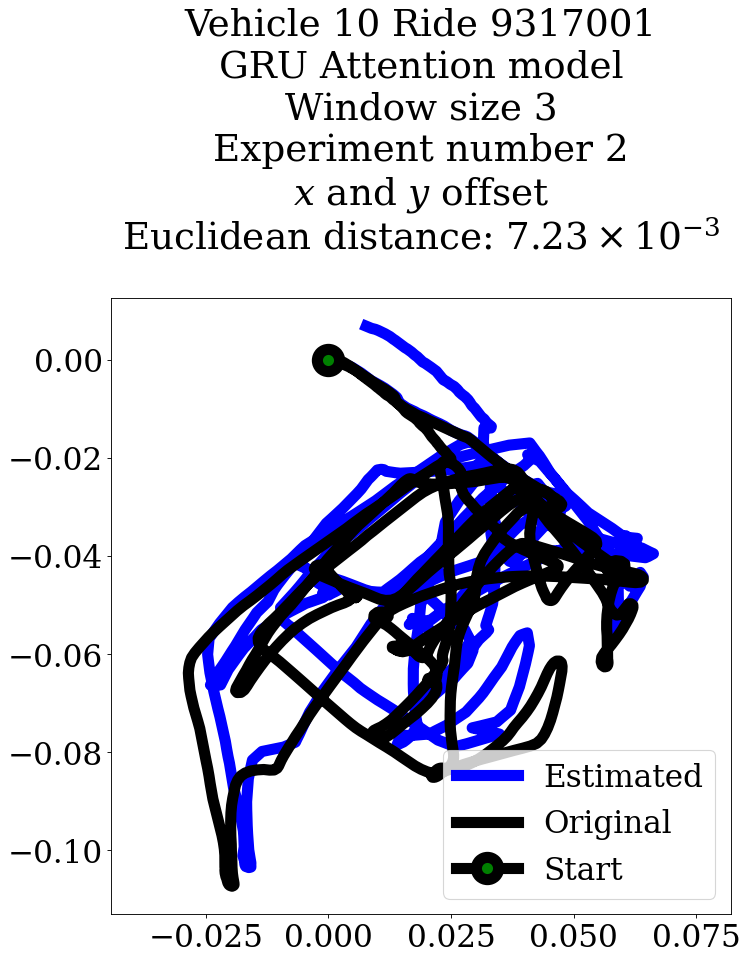 Vehicle 10 Ride 9317001
GRU Attention model
Window size 3
Experiment number 2
x and y offset
Euclidean distance: 7.23 × 10⁻³
0.00
−0.02
−0.04
−0.06
−0.08
−0.10
Estimated
Original
Start
−0.025 0.000 0.025 0.050 0.075